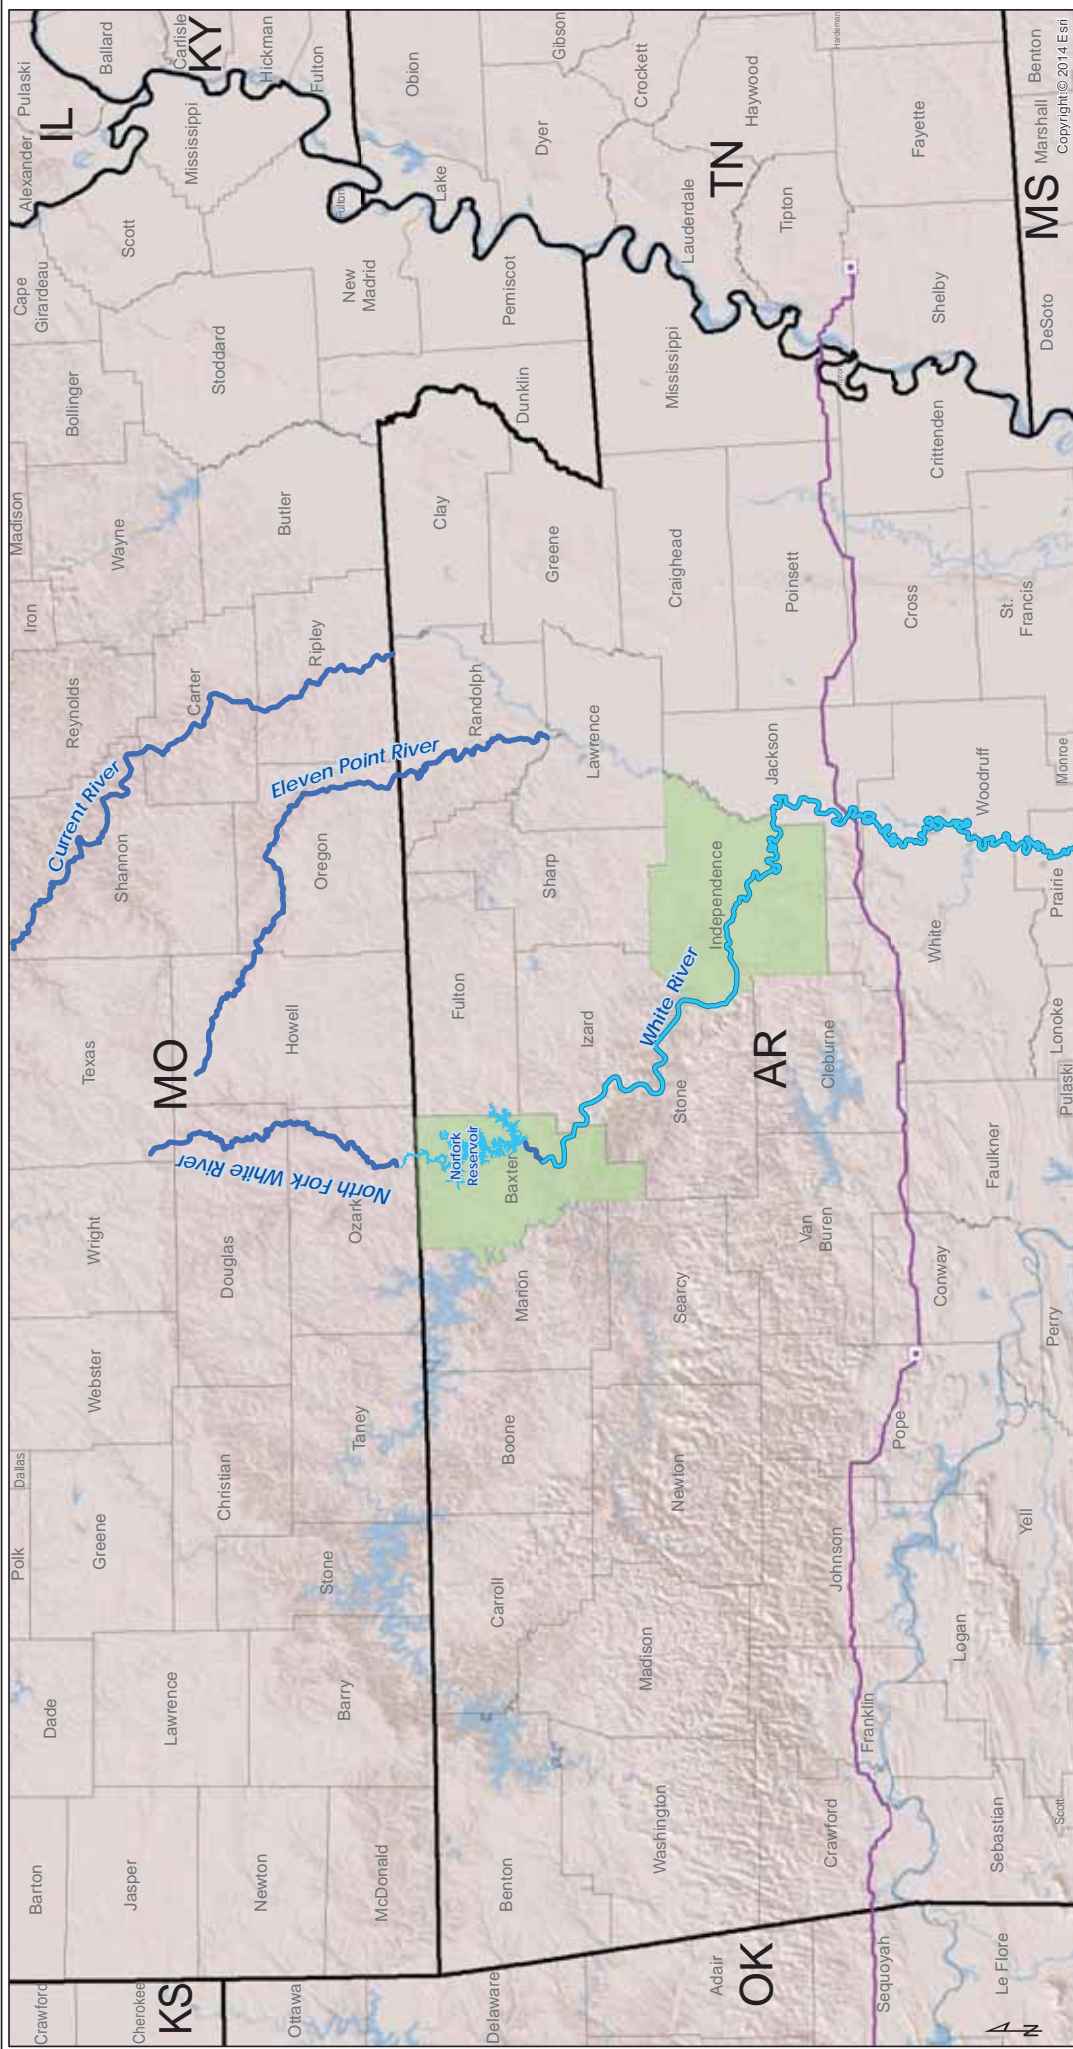 Crawford
Barton
Dade
Polk
Dallas
Greene
Webster
Wright
Texas
Shannon
Current River
Reynolds
Iron
Madison
Wayne
Bollinger
Cape
Girardeau
Scott
Alexander
Pulaski
IL
Ballard
Carlisle
KY
Hickman
Fulton
Mississippi
Cherokee
KS
Jasper
Lawrence
Christian
Douglas
MO
North Fork White River
Howell
Carter
Stoddard
Ottawa
Newton
Barry
Stone
Taney
Ozark
Oregon
Eleven Point River
Ripley
Butler
New
Madrid
Fulton
McDonald
Obion
Lake
Delaware
Benton
Carroll
Boone
Marion
Baxter
Norfork
Reservoir
Fulton
Sharp
Randolph
Clay
Greene
Dunklin
Pemiscot
Dyer
Gibson
Crockett
Izard
Lawrence
Adair
OK
Washington
Madison
Newton
Searcy
Stone
White River
Independence
Craighead
Mississippi
Lauderdale
TN
Haywood
Hardeman
Tipton
AR
Jackson
Poinsett
Crawford
Franklin
Johnson
Pope
Van
Buren
Cleburne
Sequoyah
Logan
Conway
White
Woodruff
Cross
Crittenden
Shelby
Fayette
Le Flore
Sebastian
Scott
Yell
Perry
Faulkner
Pulaski
Lonoke
Prairie
Monroe
St.
Francis
DeSoto
MS
Marshall
Benton
N
Copyright:© 2014 Esri